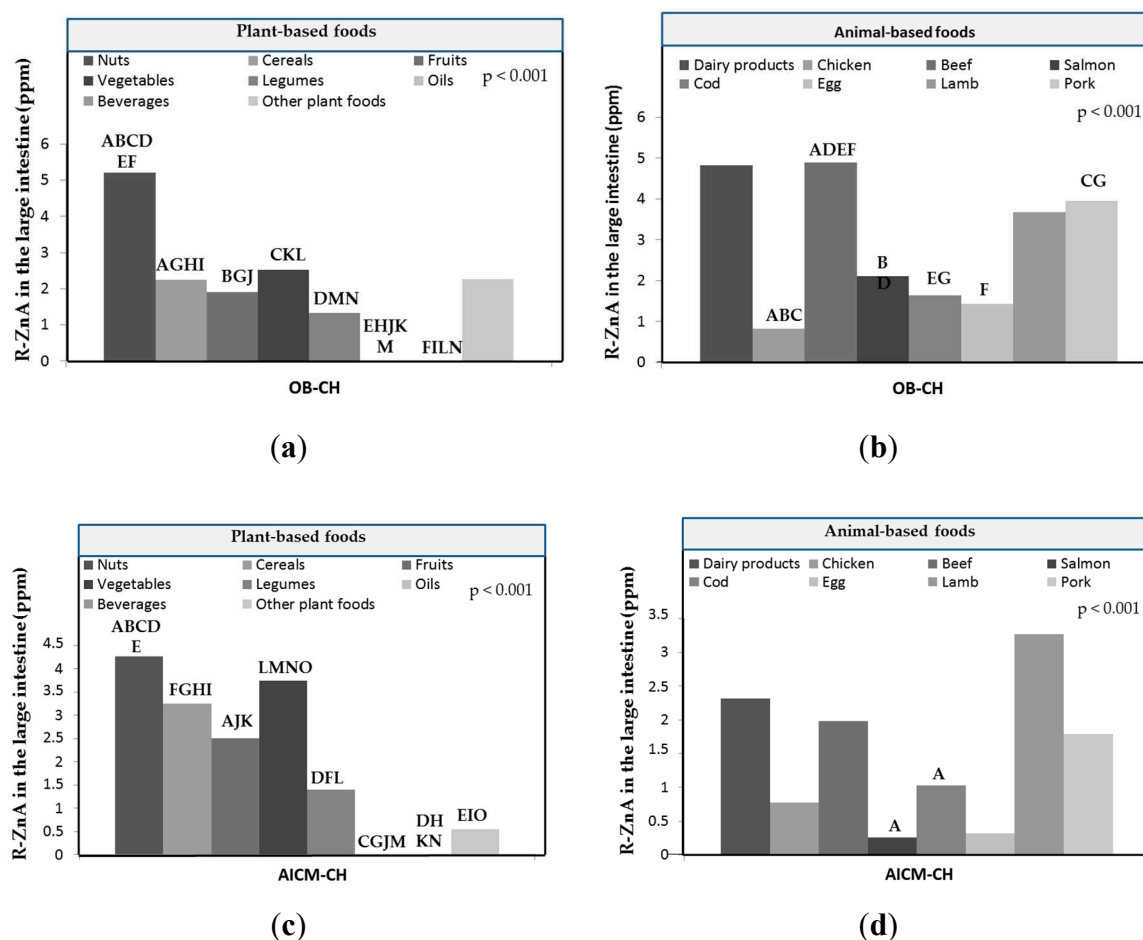 Plant-based foods
Nuts Cereals Fruits
Vegetables Legumes Oils
Beverages Other plant foods
p < 0.001
R-ZnA in the large intestine (ppm)
6
5
4
3
2
1
0
ABCD
EF
AGHI
BGJ
CKL
DMN
EHJK
M
FILN
OB-CH
(a)
Animal-based foods
Dairy products Chicken Beef Salmon
Cod Egg Lamb Pork
p < 0.001
R-ZnA in the large intestine (ppm)
6
5
4
3
2
1
0
ABC
ADEF
B
D
EG
F
CG
OB-CH
(b)
Plant-based foods
Nuts Cereals Fruits
Vegetables Legumes Oils
Beverages Other plant foods
p < 0.001
R-ZnA in the large intestine (ppm)
4.5
4
3.5
3
2.5
2
1.5
1
0.5
0
ABCD
E
FGHI
AJK
LMNO
DFL
CGJM
DH
KN
EIO
AICM-CH
(c)
Animal-based foods
Dairy products Chicken Beef Salmon
Cod Egg Lamb Pork
p < 0.001
R-ZnA in the large intestine (ppm)
3.5
3
2.5
2
1.5
1
0.5
0
A
A
AICM-CH
(d)